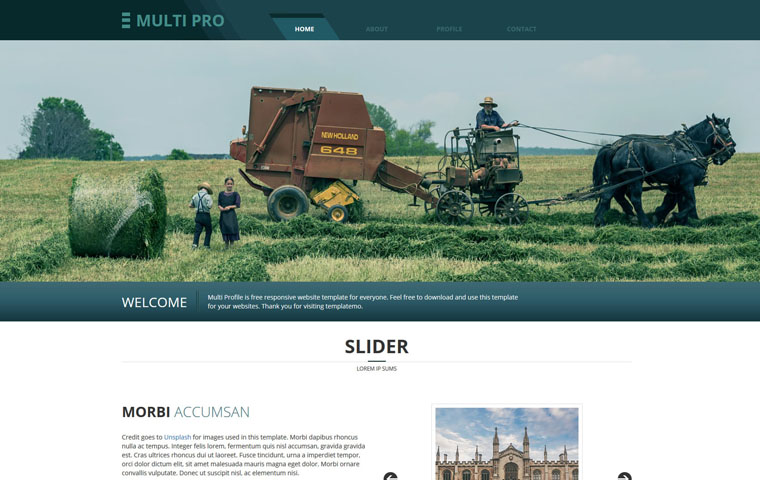 MULTI PRO
HOME
ABOUT
PROFILE
CONTACT
NEW HOLLAND
648
WELCOME
Multi Profile is free responsive website template for everyone. Feel free to download and use this template
for your websites. Thank you for visiting templatemo.
SLIDER
LOREM IP SUMS
MORBI ACCUMSAN
Credit goes to Unsplash for images used in this template. Morbi dapibus rhoncus
nulla ac tempus. Integer felis lorem, fermentum quis nisl accumsan, gravida gravida
est. Cras ultrices rhoncus dui ut laoreet. Fusce tincidunt, urna a imperdiet tempor,
orci dolor dictum elit, sit amet malesuada mauris magna eget dolor. Morbi ornare
convallis vulputate. Donec ut suscipit nisl, ac elementum nisi.